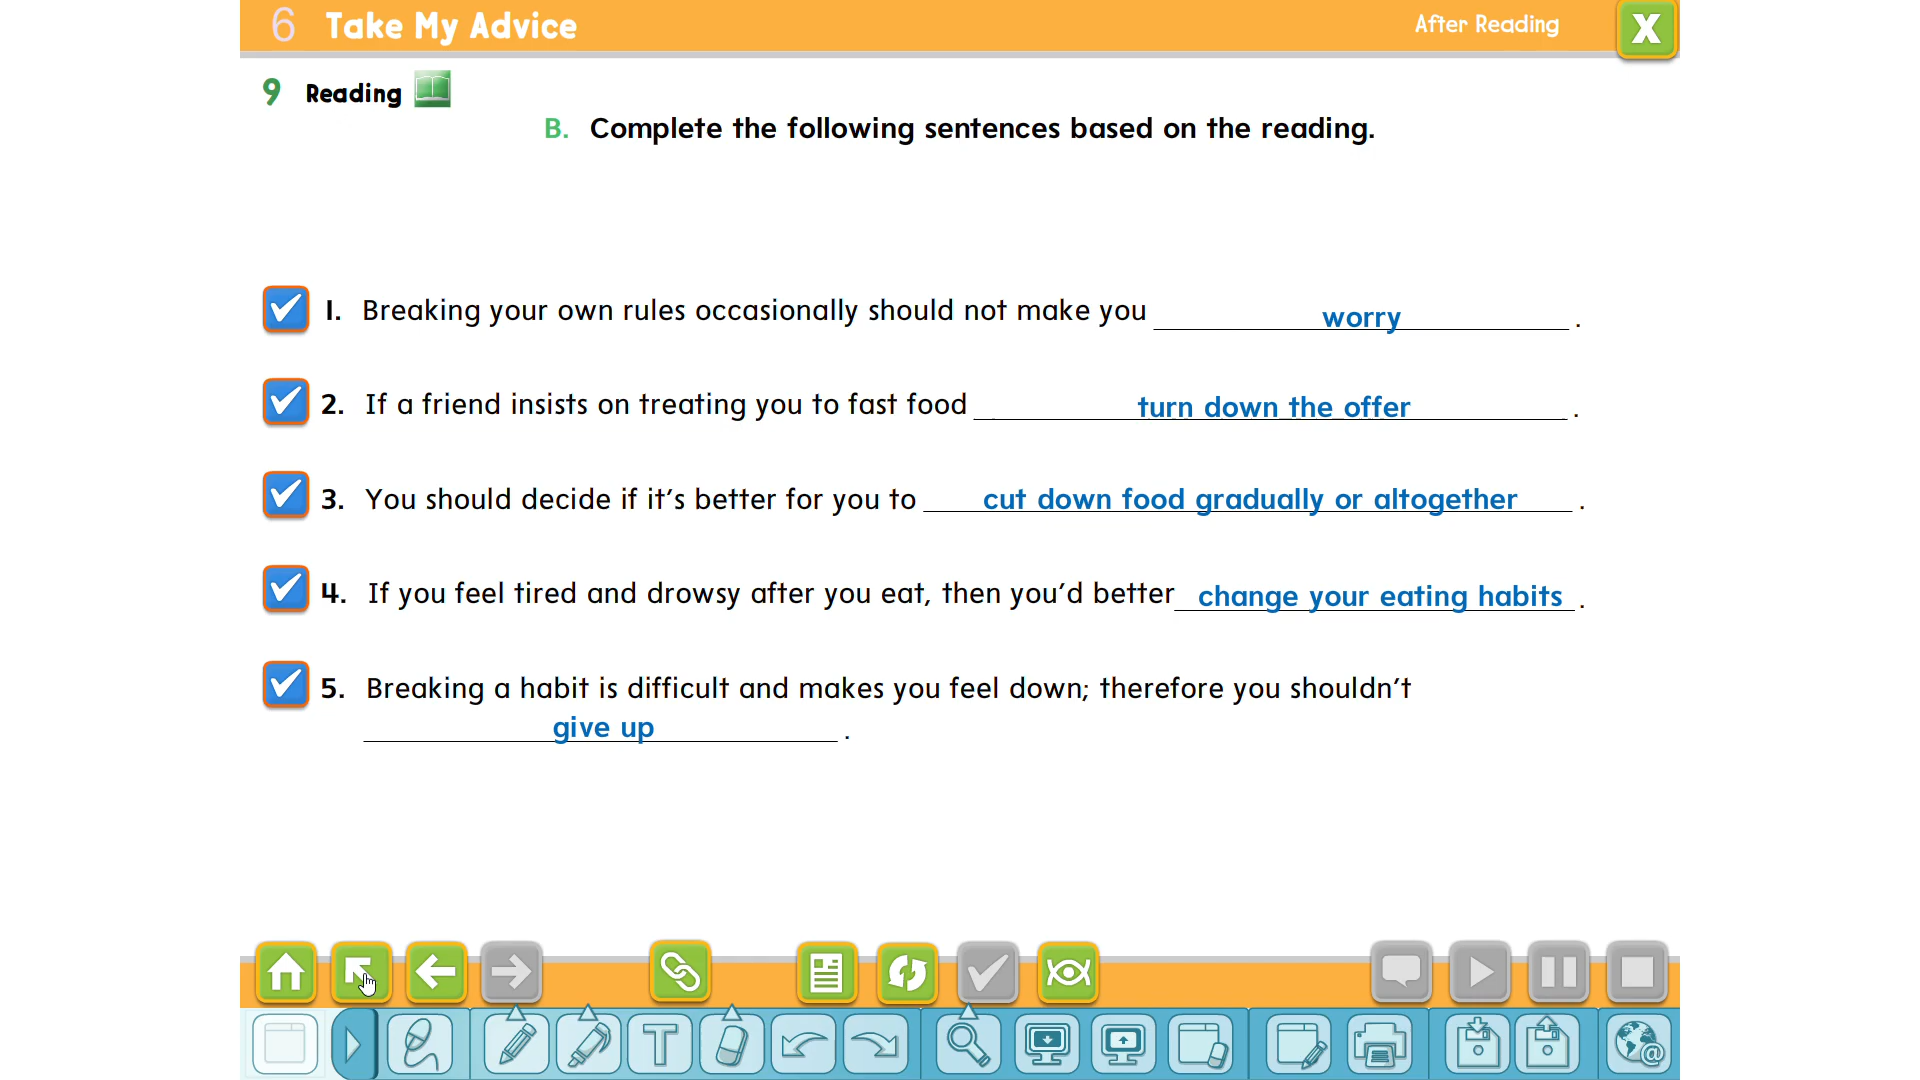 6 Take My Advice After Reading X
9 Reading
B. Complete the following sentences based on the reading.
1. Breaking your own rules occasionally should not make you worry .
2. If a friend insists on treating you to fast food turn down the offer .
3. You should decide if it's better for you to cut down food gradually or altogether .
4. If you feel tired and drowsy after you eat, then you'd better change your eating habits .
5. Breaking a habit is difficult and makes you feel down; therefore you shouldn't
give up .
T @